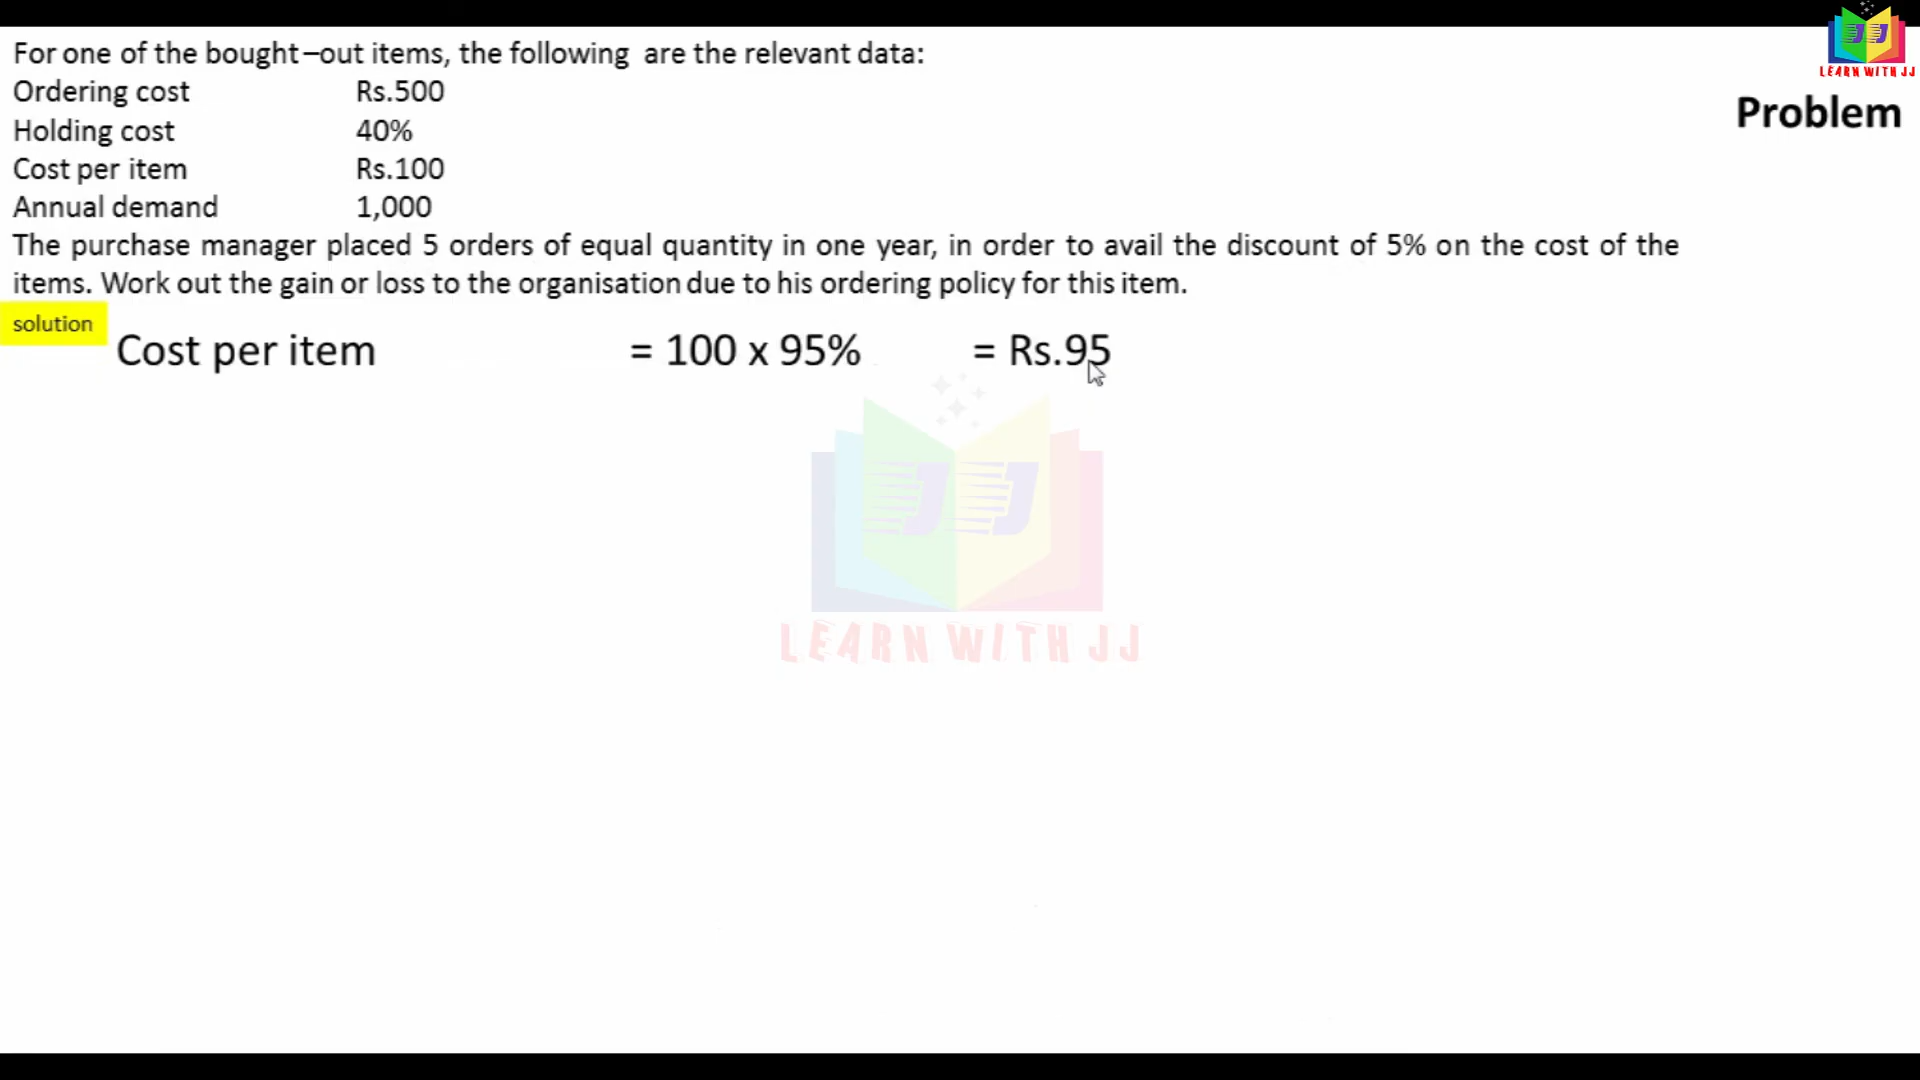 For one of the bought–out items, the following are the relevant data:
Ordering cost Rs.500
Holding cost 40%
Cost per item Rs.100
Annual demand 1,000
The purchase manager placed 5 orders of equal quantity in one year, in order to avail the discount of 5% on the cost of the
items. Work out the gain or loss to the organisation due to his ordering policy for this item.
solution
Cost per item = 100 x 95% = Rs.95
JJ
LEARN WITH JJ
Problem
JJ
LEARN WITH JJ